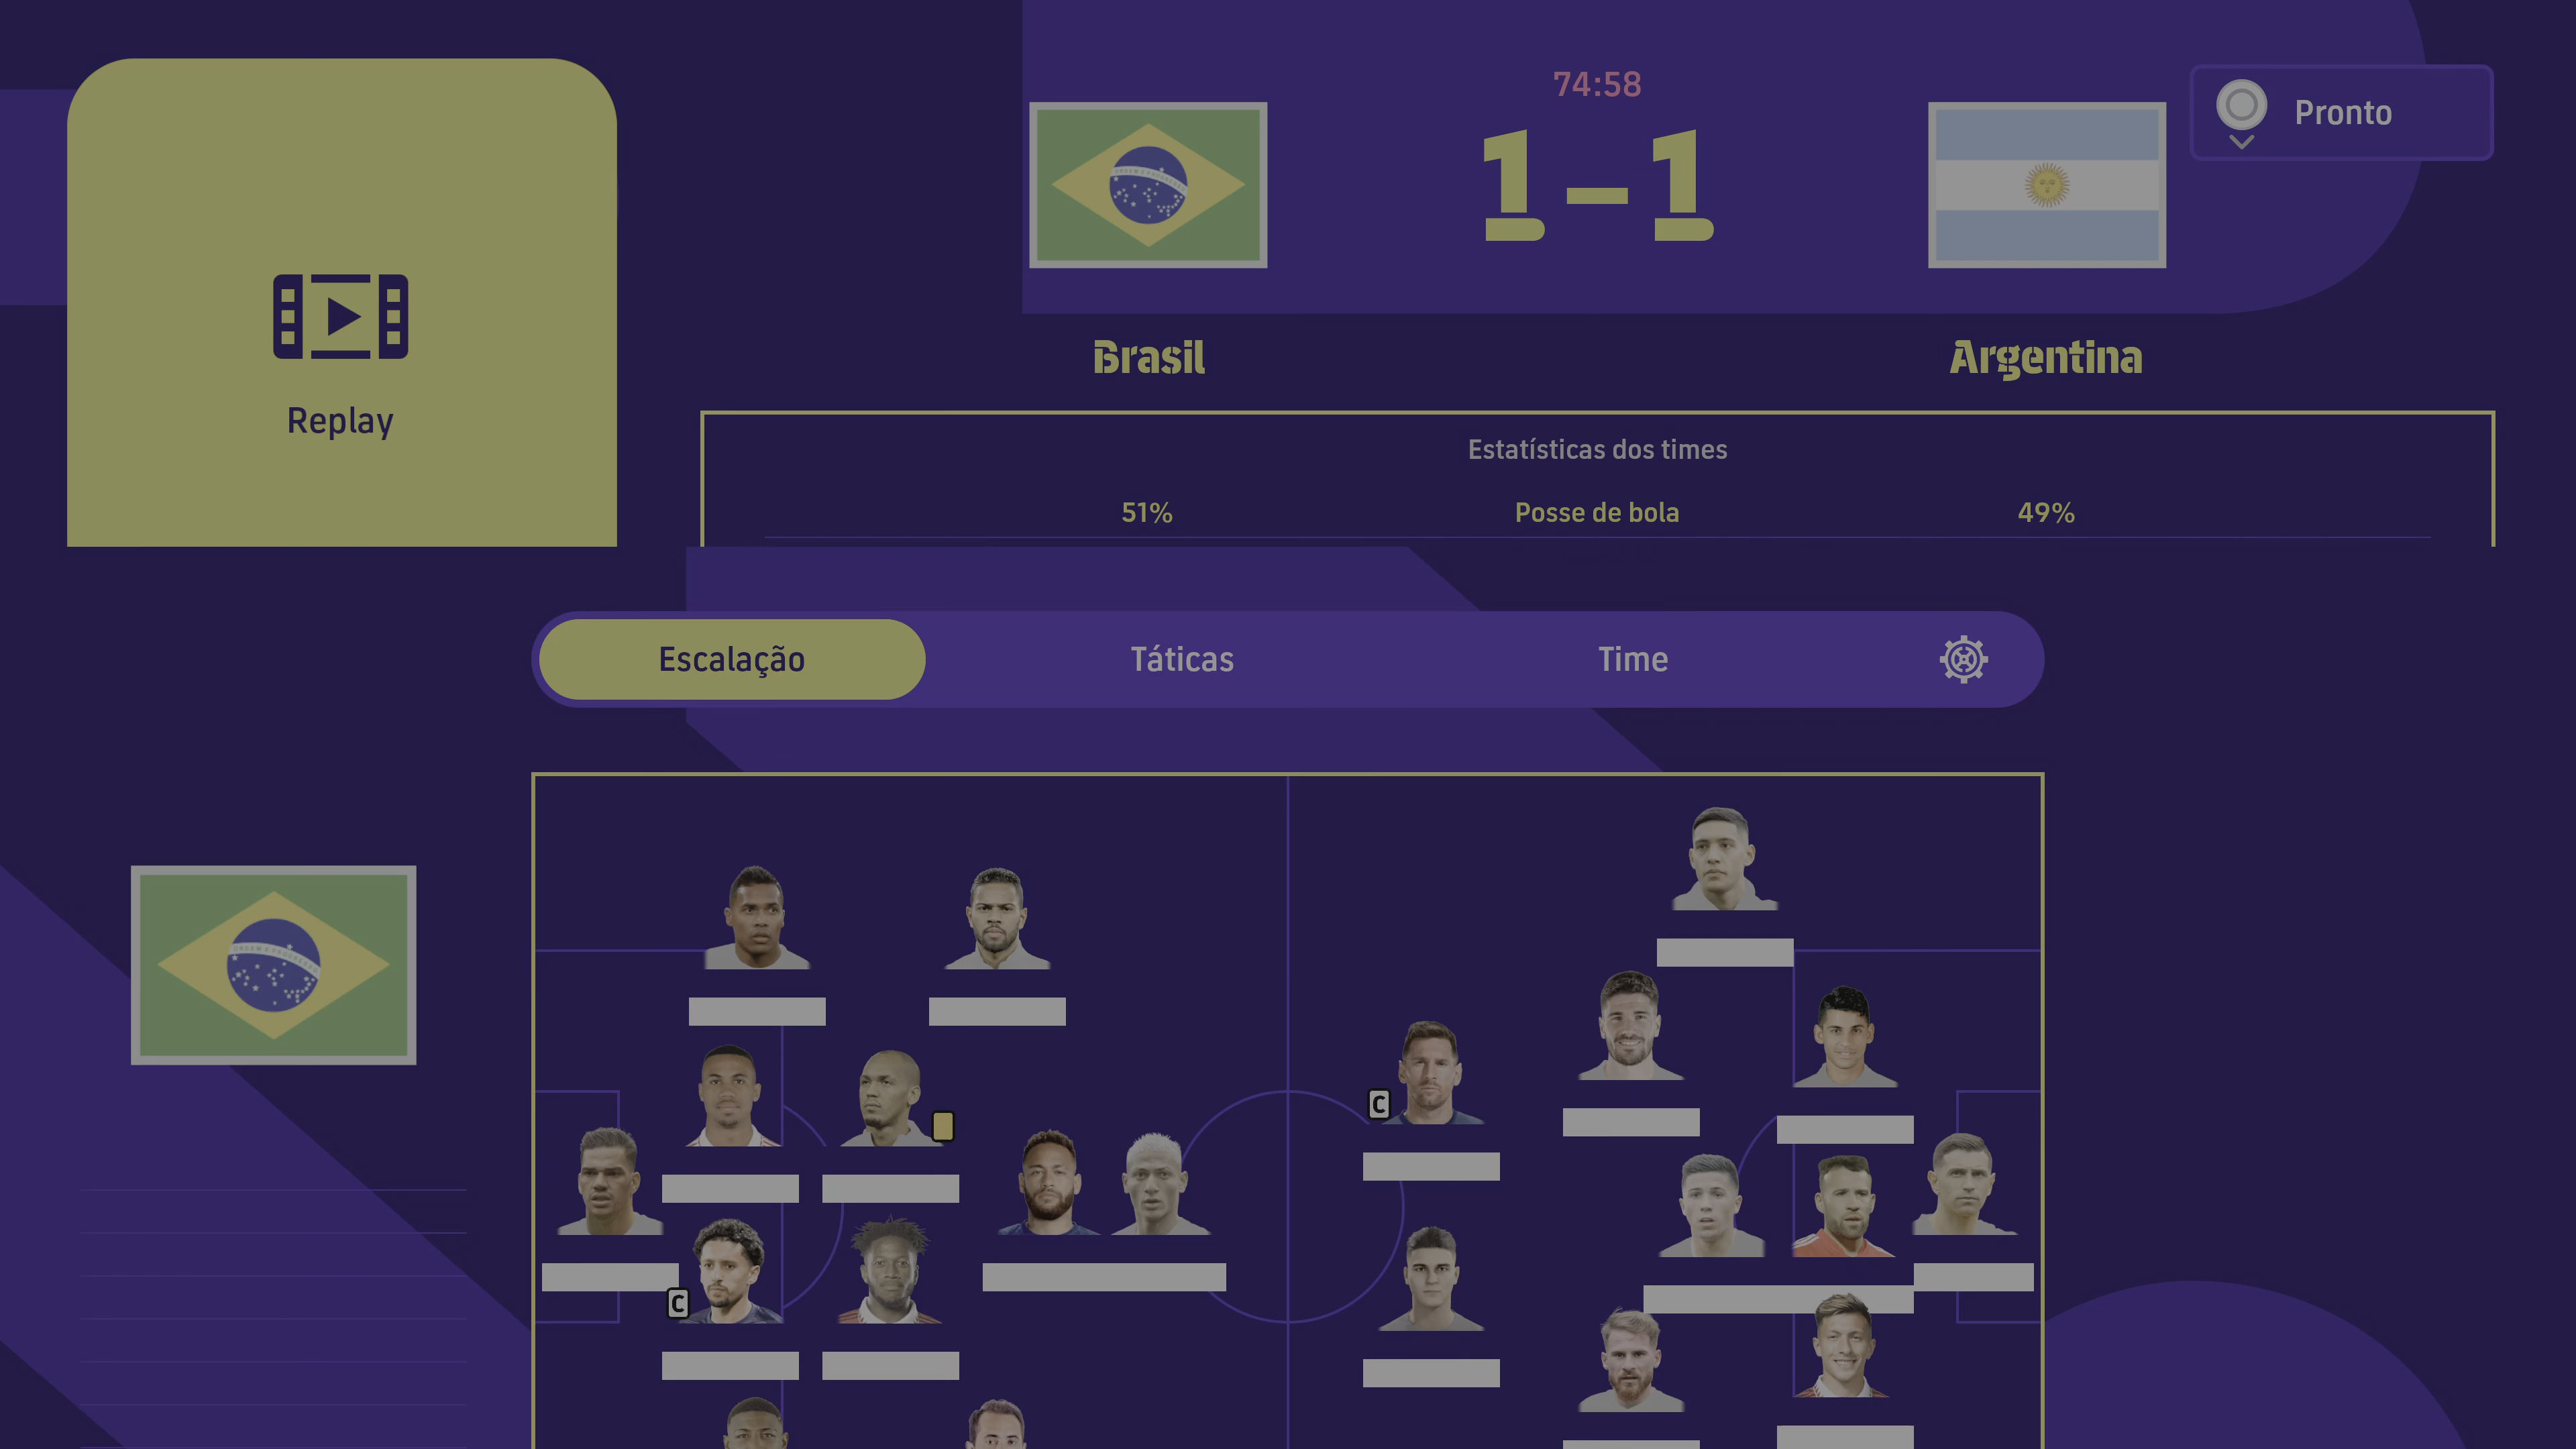 74:58
Pronto
1-1
Brasil
Argentina
Replay
Estatísticas dos times
51% Posse de bola 49%
Escalação Táticas Time
C
C